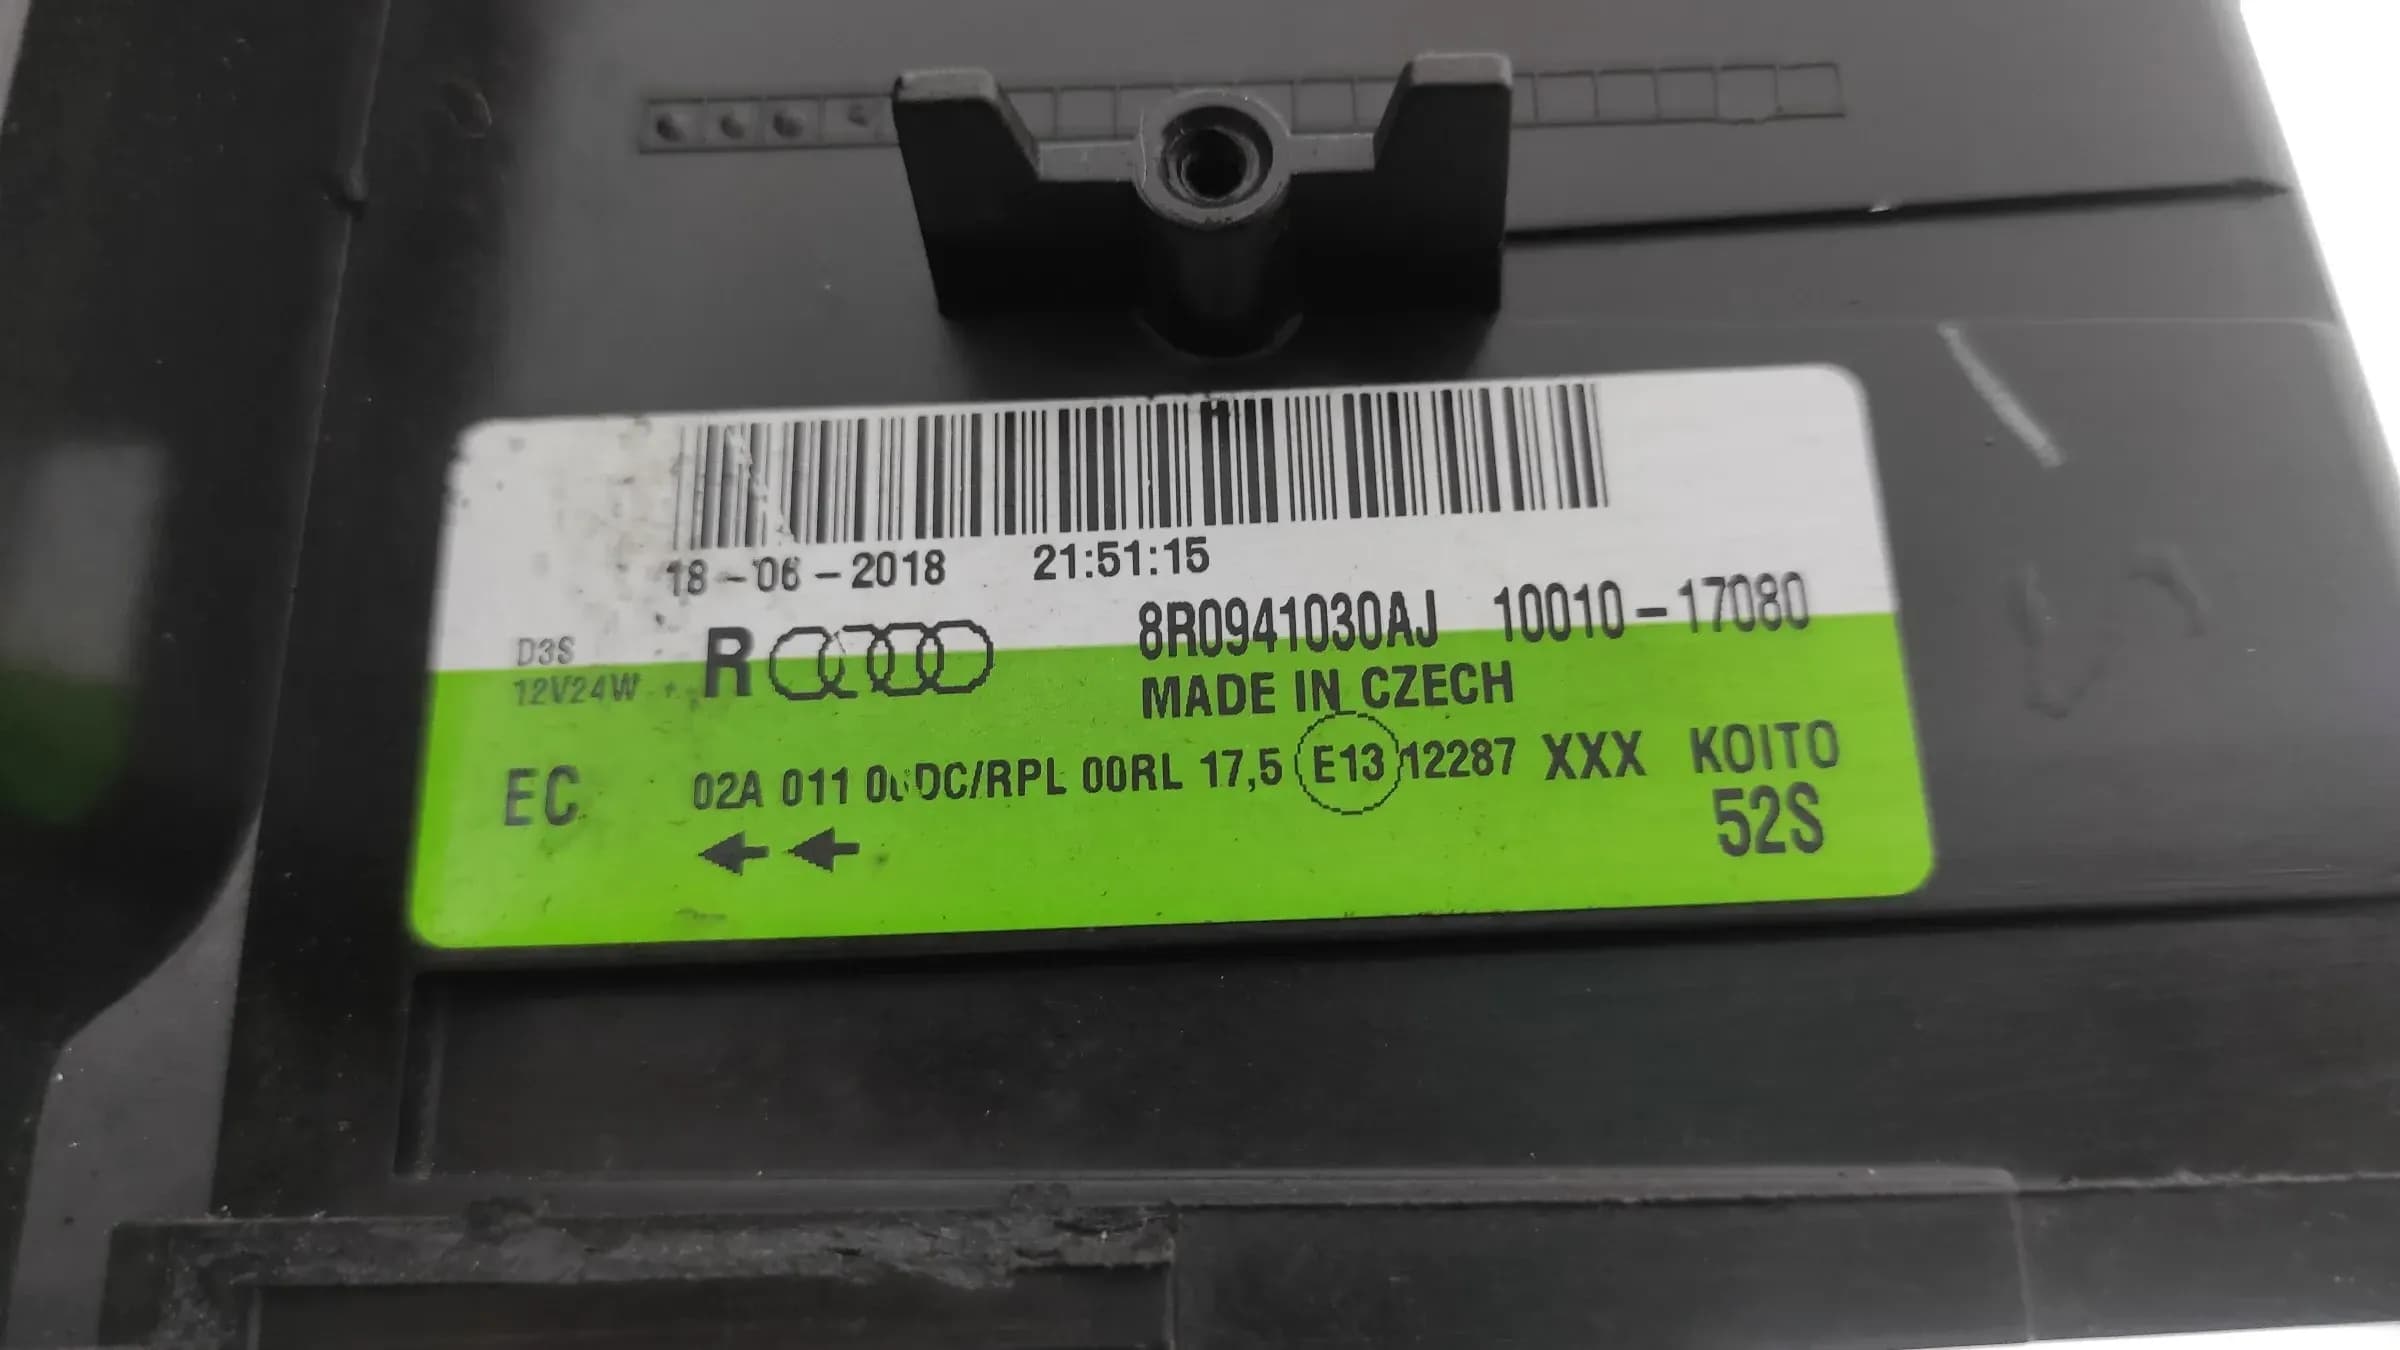 18-06-2018 21:51:15
8R0941030AJ 10010-17080
D3S
12V24W
R
MADE IN CZECH
EC 02A 011 DC/RPL 00RL 17,5 E13 12287 XXX KOITO
52S